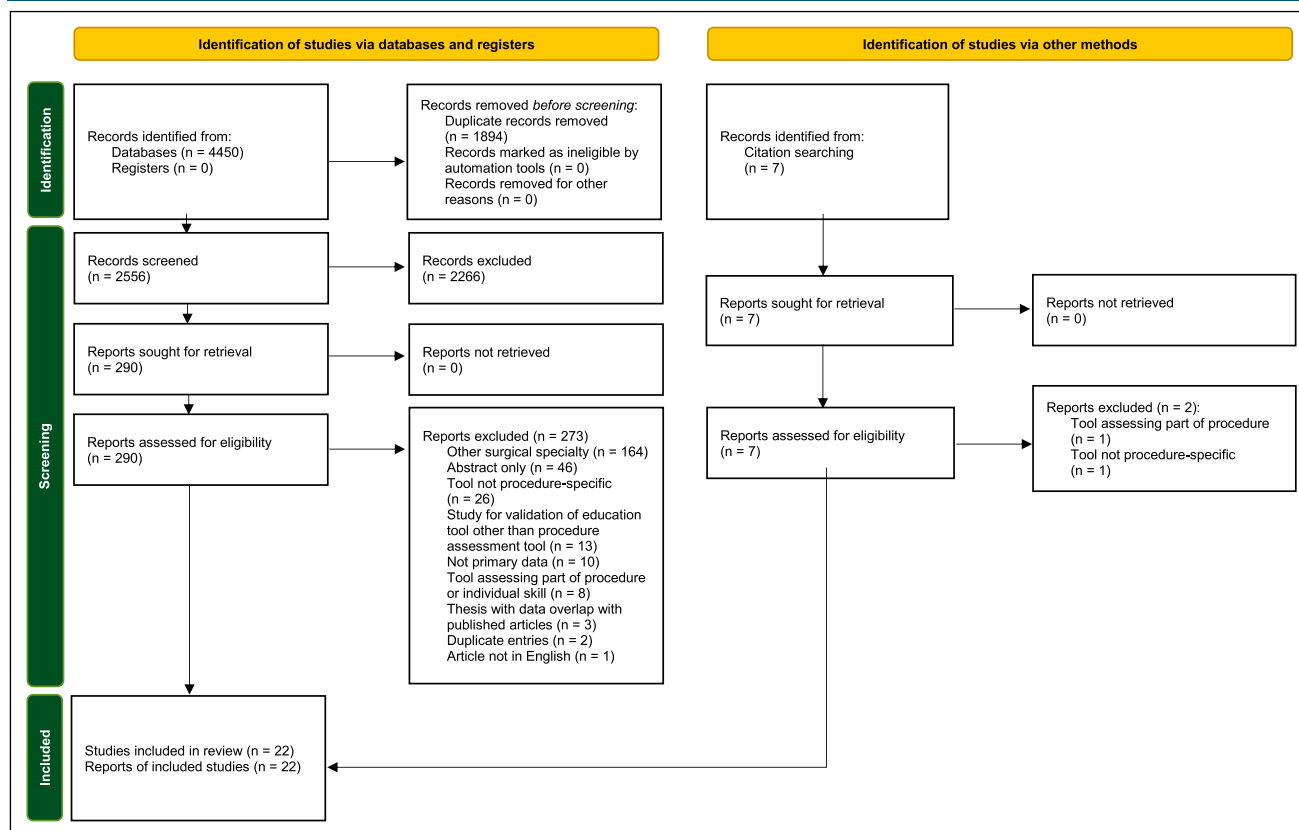 Identification of studies via databases and registers
Identification of studies via other methods
Identification
Records identified from:
Databases (n = 4450)
Registers (n = 0)
Records removed before screening:
Duplicate records removed
(n = 1894)
Records marked as ineligible by
automation tools (n = 0)
Records removed for other
reasons (n = 0)
Records identified from:
Citation searching
(n = 7)
Screening
Records screened
(n = 2556)
Records excluded
(n = 2266)
Reports sought for retrieval
(n = 290)
Reports not retrieved
(n = 0)
Reports sought for retrieval
(n = 7)
Reports not retrieved
(n = 0)
Reports assessed for eligibility
(n = 290)
Reports excluded (n = 273)
Other surgical specialty (n = 164)
Abstract only (n = 46)
Tool not procedure-specific
(n = 26)
Study for validation of education
tool other than procedure
assessment tool (n = 13)
Not primary data (n = 10)
Tool assessing part of procedure
or individual skill (n = 8)
Thesis with data overlap with
published articles (n = 3)
Duplicate entries (n = 2)
Article not in English (n = 1)
Reports assessed for eligibility
(n = 7)
Reports excluded (n = 2):
Tool assessing part of procedure
(n = 1)
Tool not procedure-specific
(n = 1)
Included
Studies included in review (n = 22)
Reports of included studies (n = 22)